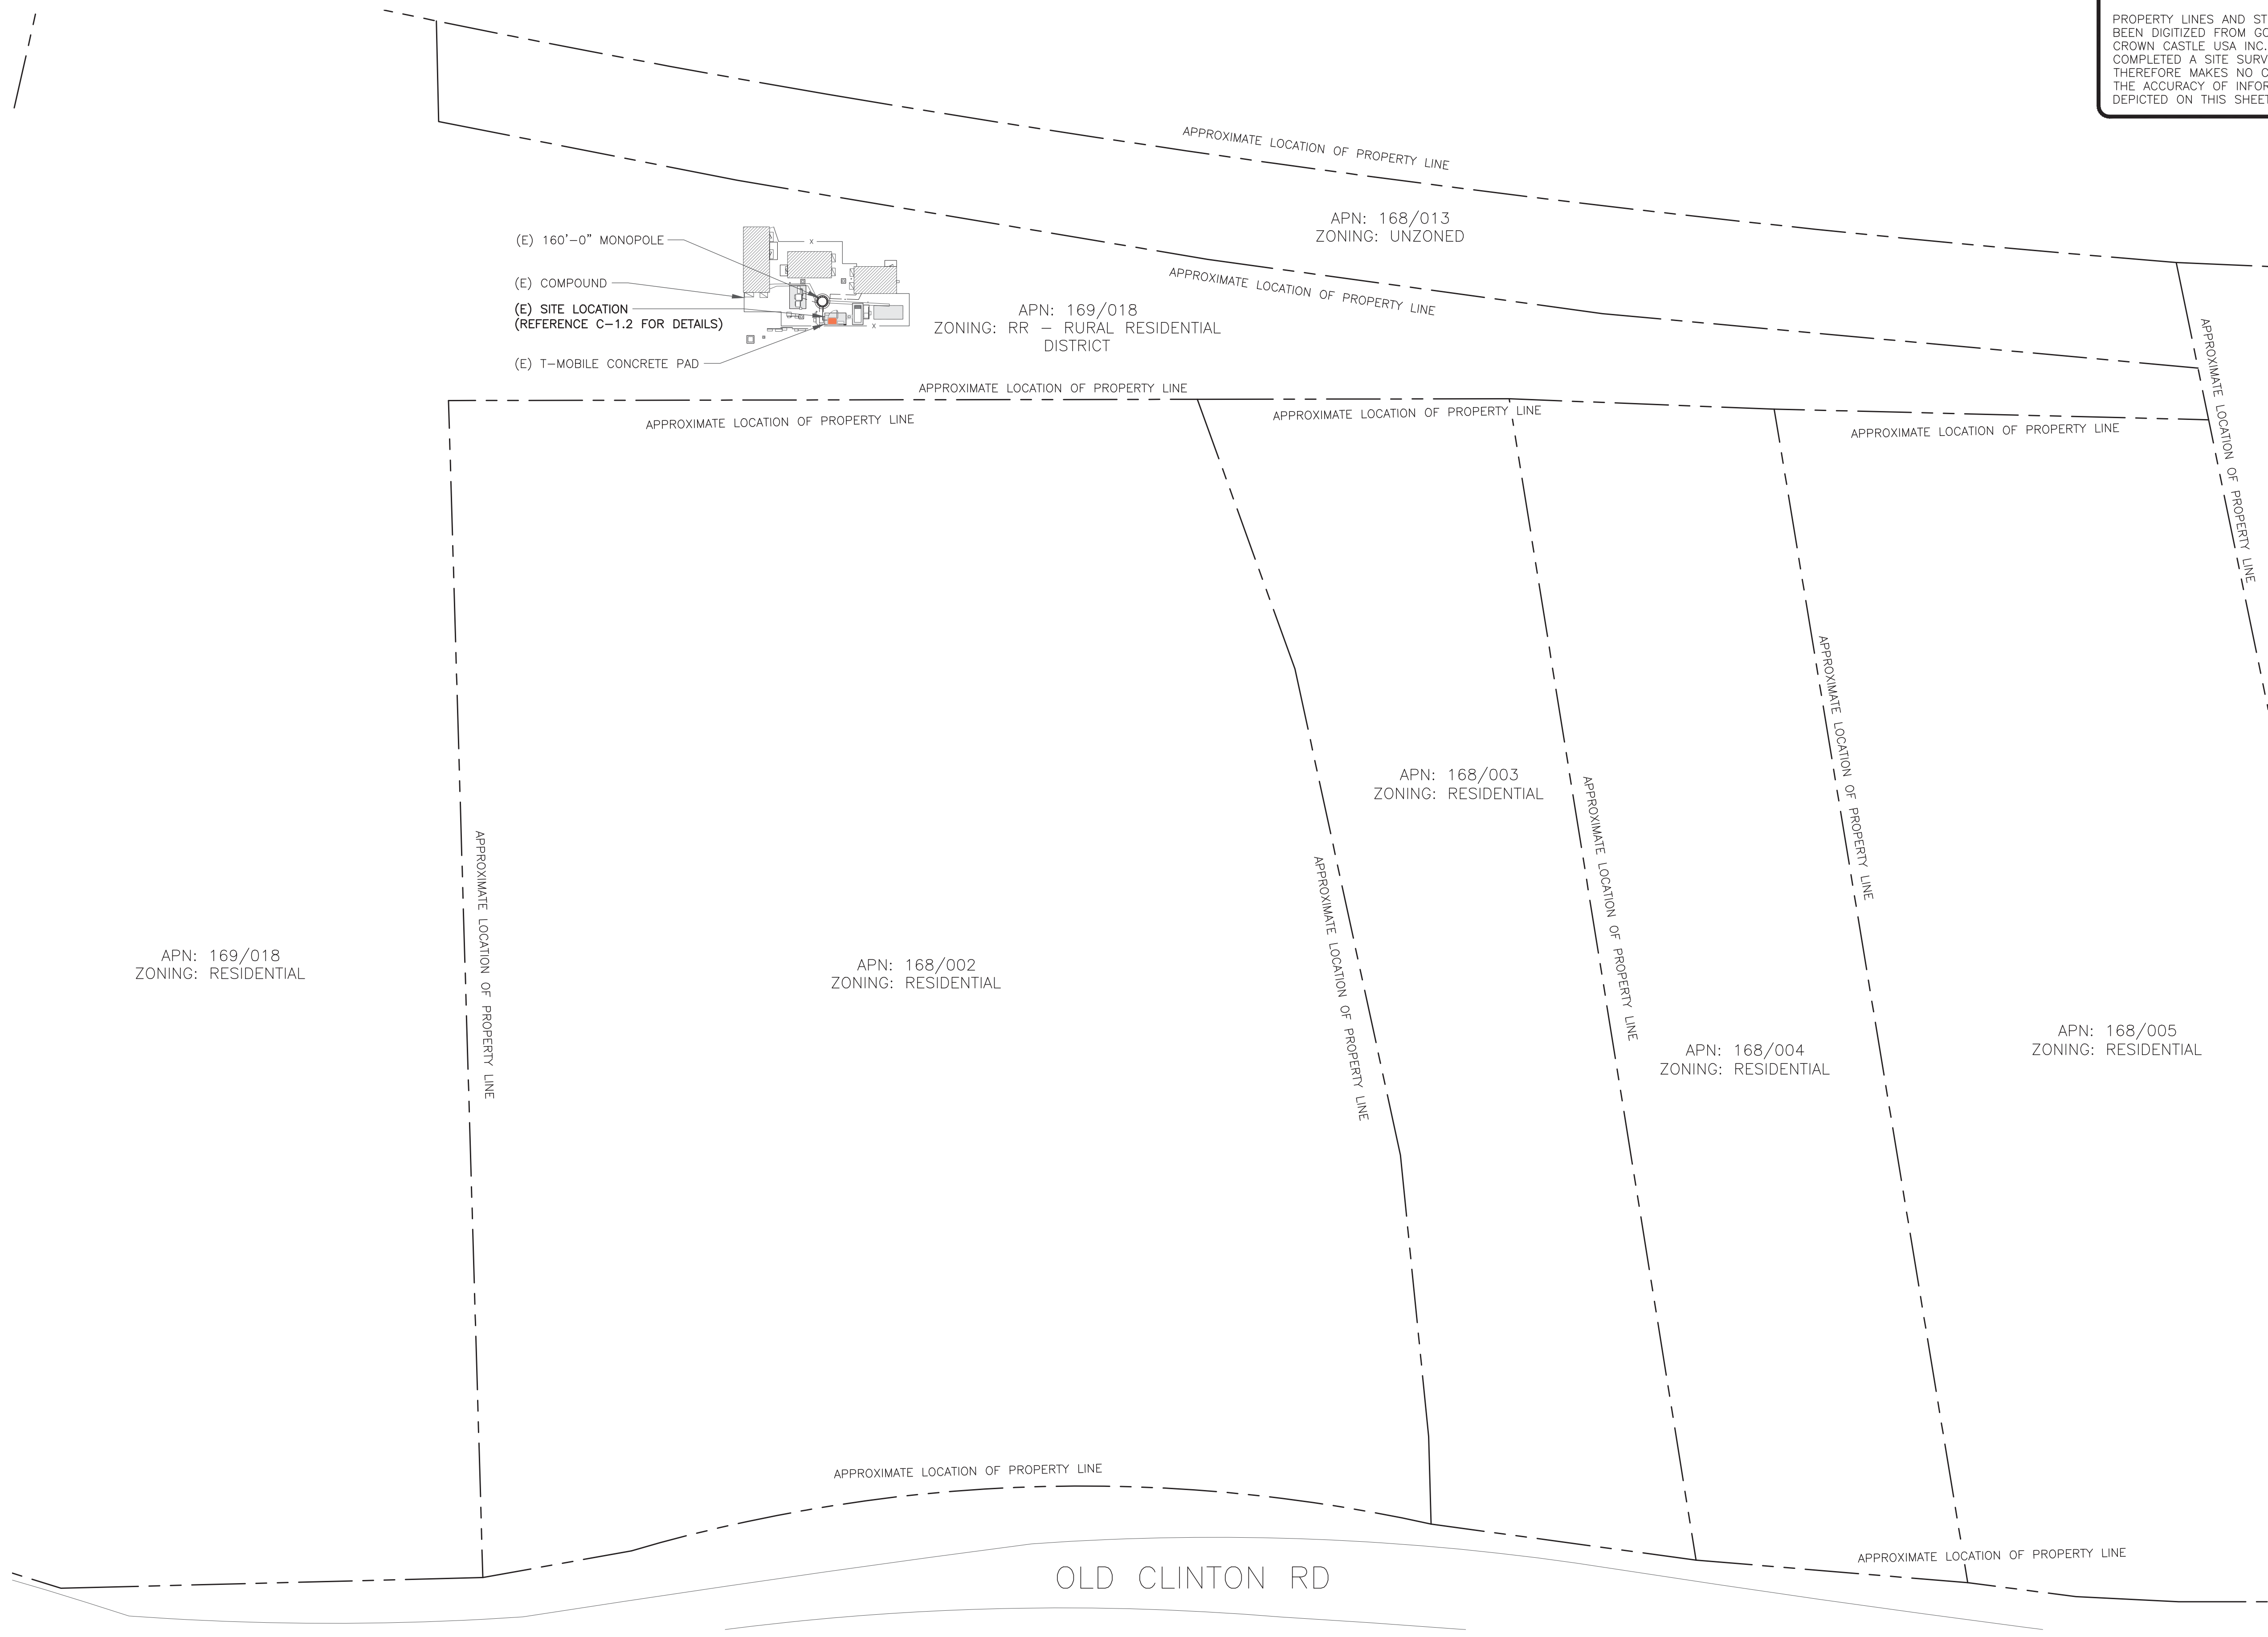 PROPERTY LINES AND
BEEN DIGITIZED FROM
CROWN CASTLE USA INC.
COMPLETED A SITE
THEREFORE MAKES NO
THE ACCURACY OF
DEPICTED ON THIS
APPROXIMATE LOCATION OF PROPERTY LINE
APN: 168/013
ZONING: UNZONED
APPROXIMATE LOCATION OF PROPERTY LINE
(E) 160'-0" MONOPOLE
(E) COMPOUND
(E) SITE LOCATION
(REFERENCE C-1.2 FOR DETAILS)
(E) T-MOBILE CONCRETE PAD
X
X
APN: 169/018
ZONING: RR - RURAL RESIDENTIAL
DISTRICT
APPROXIMATE LOCATION OF PROPERTY LINE
APPROXIMATE LOCATION OF PROPERTY LINE
APPROXIMATE LOCATION OF PROPERTY LINE
APPROXIMATE LOCATION OF PROPERTY LINE
APPROXIMATE LOCATION OF PROPERTY LINE
APN: 168/003
ZONING: RESIDENTIAL
APPROXIMATE LOCATION OF PROPERTY LINE
APPROXIMATE LOCATION OF PROPERTY LINE
APPROXIMATE LOCATION OF PROPERTY LINE
APPROXIMATE LOCATION OF PROPERTY LINE
APN: 169/018
ZONING: RESIDENTIAL
APN: 168/002
ZONING: RESIDENTIAL
APN: 168/004
ZONING: RESIDENTIAL
APN: 168/005
ZONING: RESIDENTIAL
APPROXIMATE LOCATION OF PROPERTY LINE
APPROXIMATE LOCATION OF PROPERTY LINE
OLD CLINTON RD